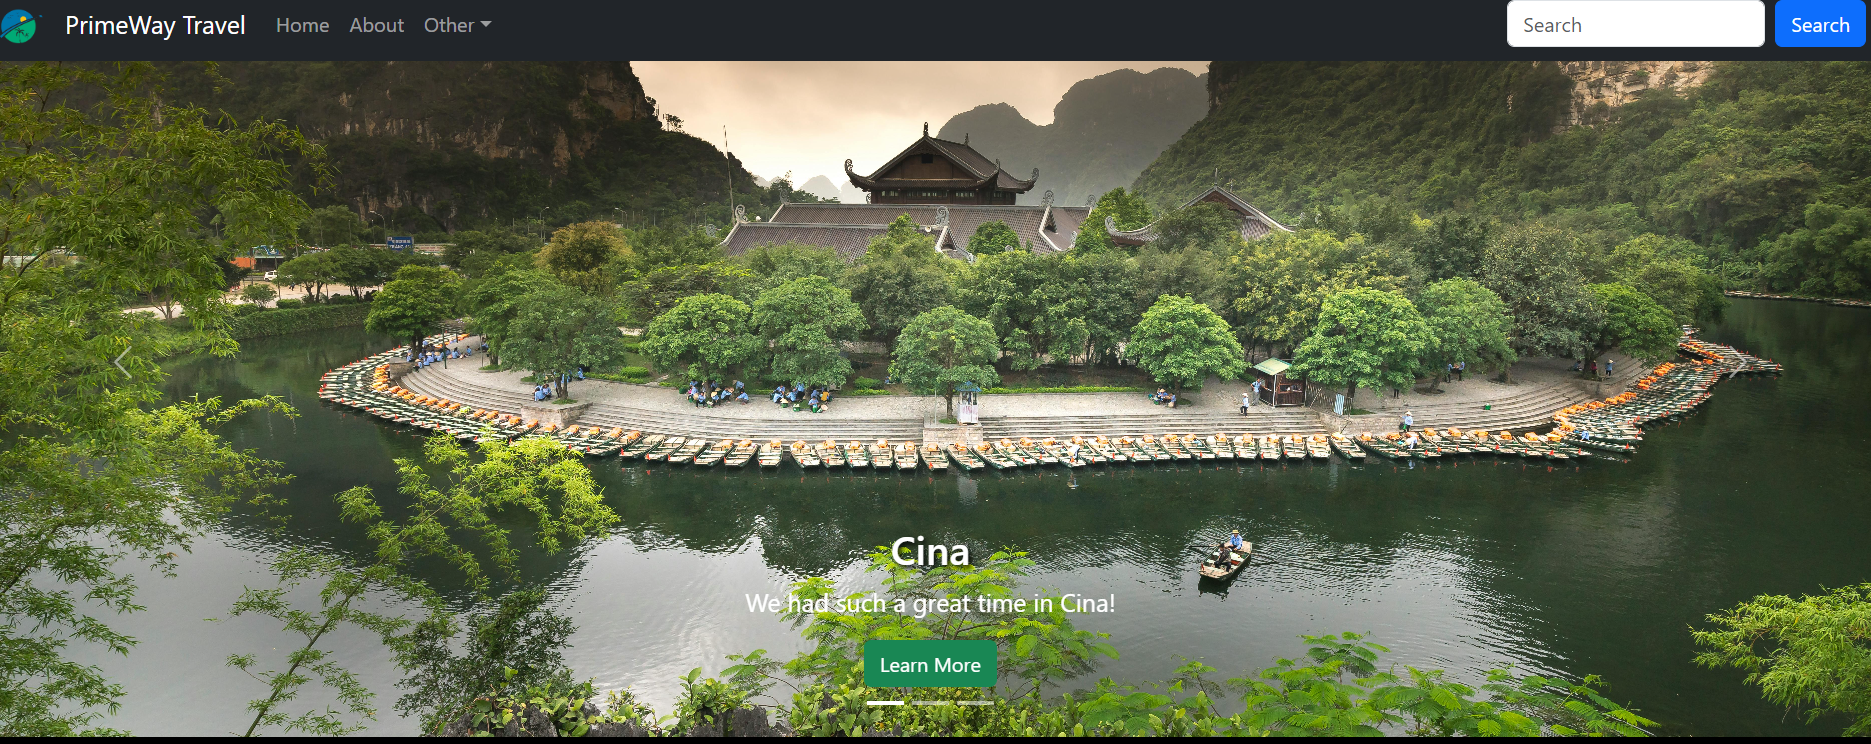 PrimeWay Travel Home About Other Search Search
Cina
We had such a great time in Cina!
Learn More